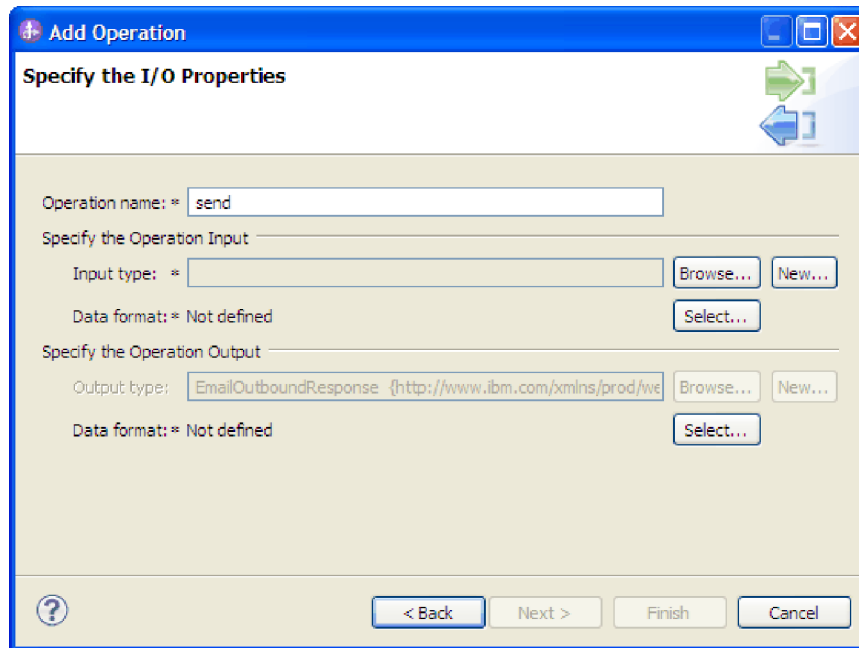 Add Operation
Specify the I/O Properties
Operation name: * send
Specify the Operation Input
Input type: * Browse... New...
Data format: * Not defined Select...
Specify the Operation Output
Output type: EmailOutboundResponse {http://www.ibm.com/xmlns/prod/we Browse... New...
Data format: * Not defined Select...
? < Back Next > Finish Cancel